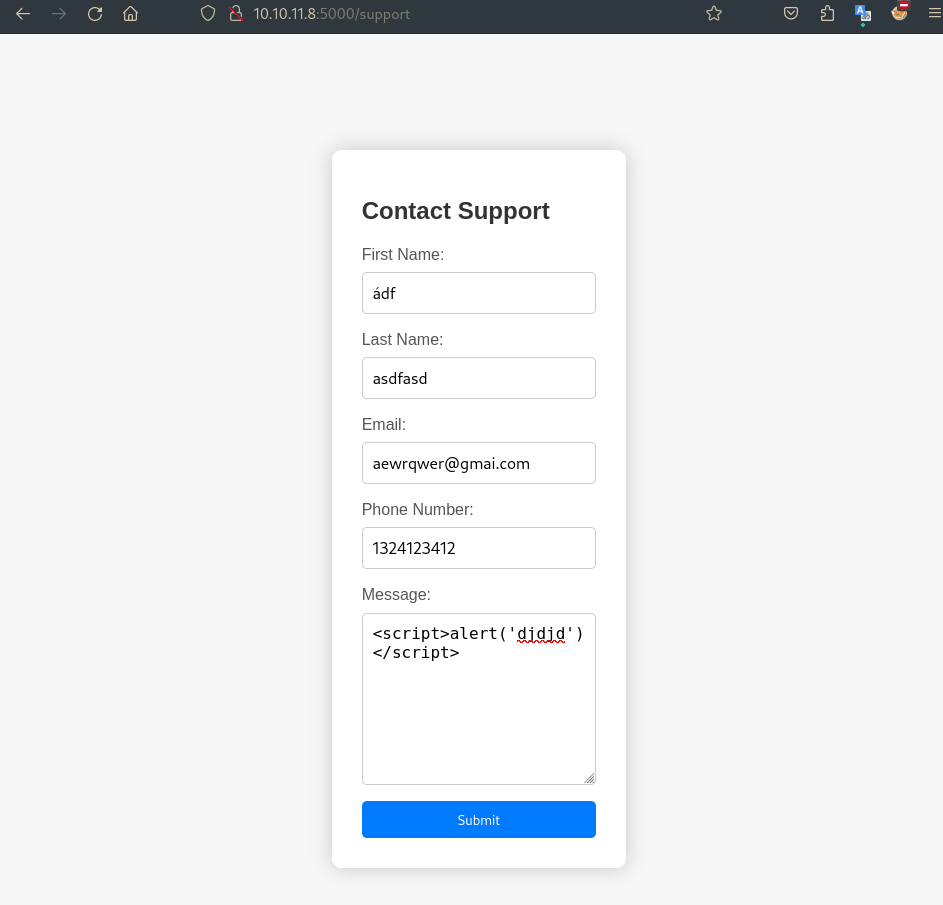 10.10.11.8:5000/support
Contact Support
First Name:
ádf
Last Name:
asdfasd
Email:
aewrqwer@gmai.com
Phone Number:
1324123412
Message:
<script>alert('djdjd')
</script>
Submit